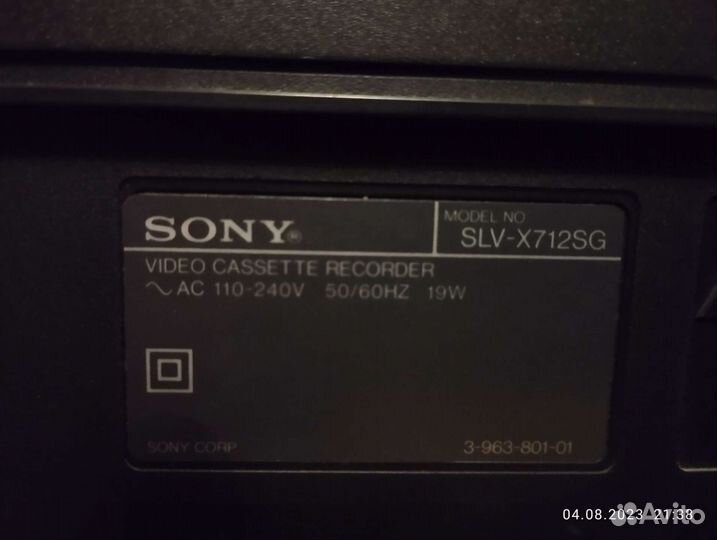 SONY®
MODEL NO
SLV-X712SG
VIDEO CASSETTE RECORDER
∼ AC 110-240V 50/60HZ 19W
SONY CORP
3-963-801-01
04.08.2023 21:38
Avito